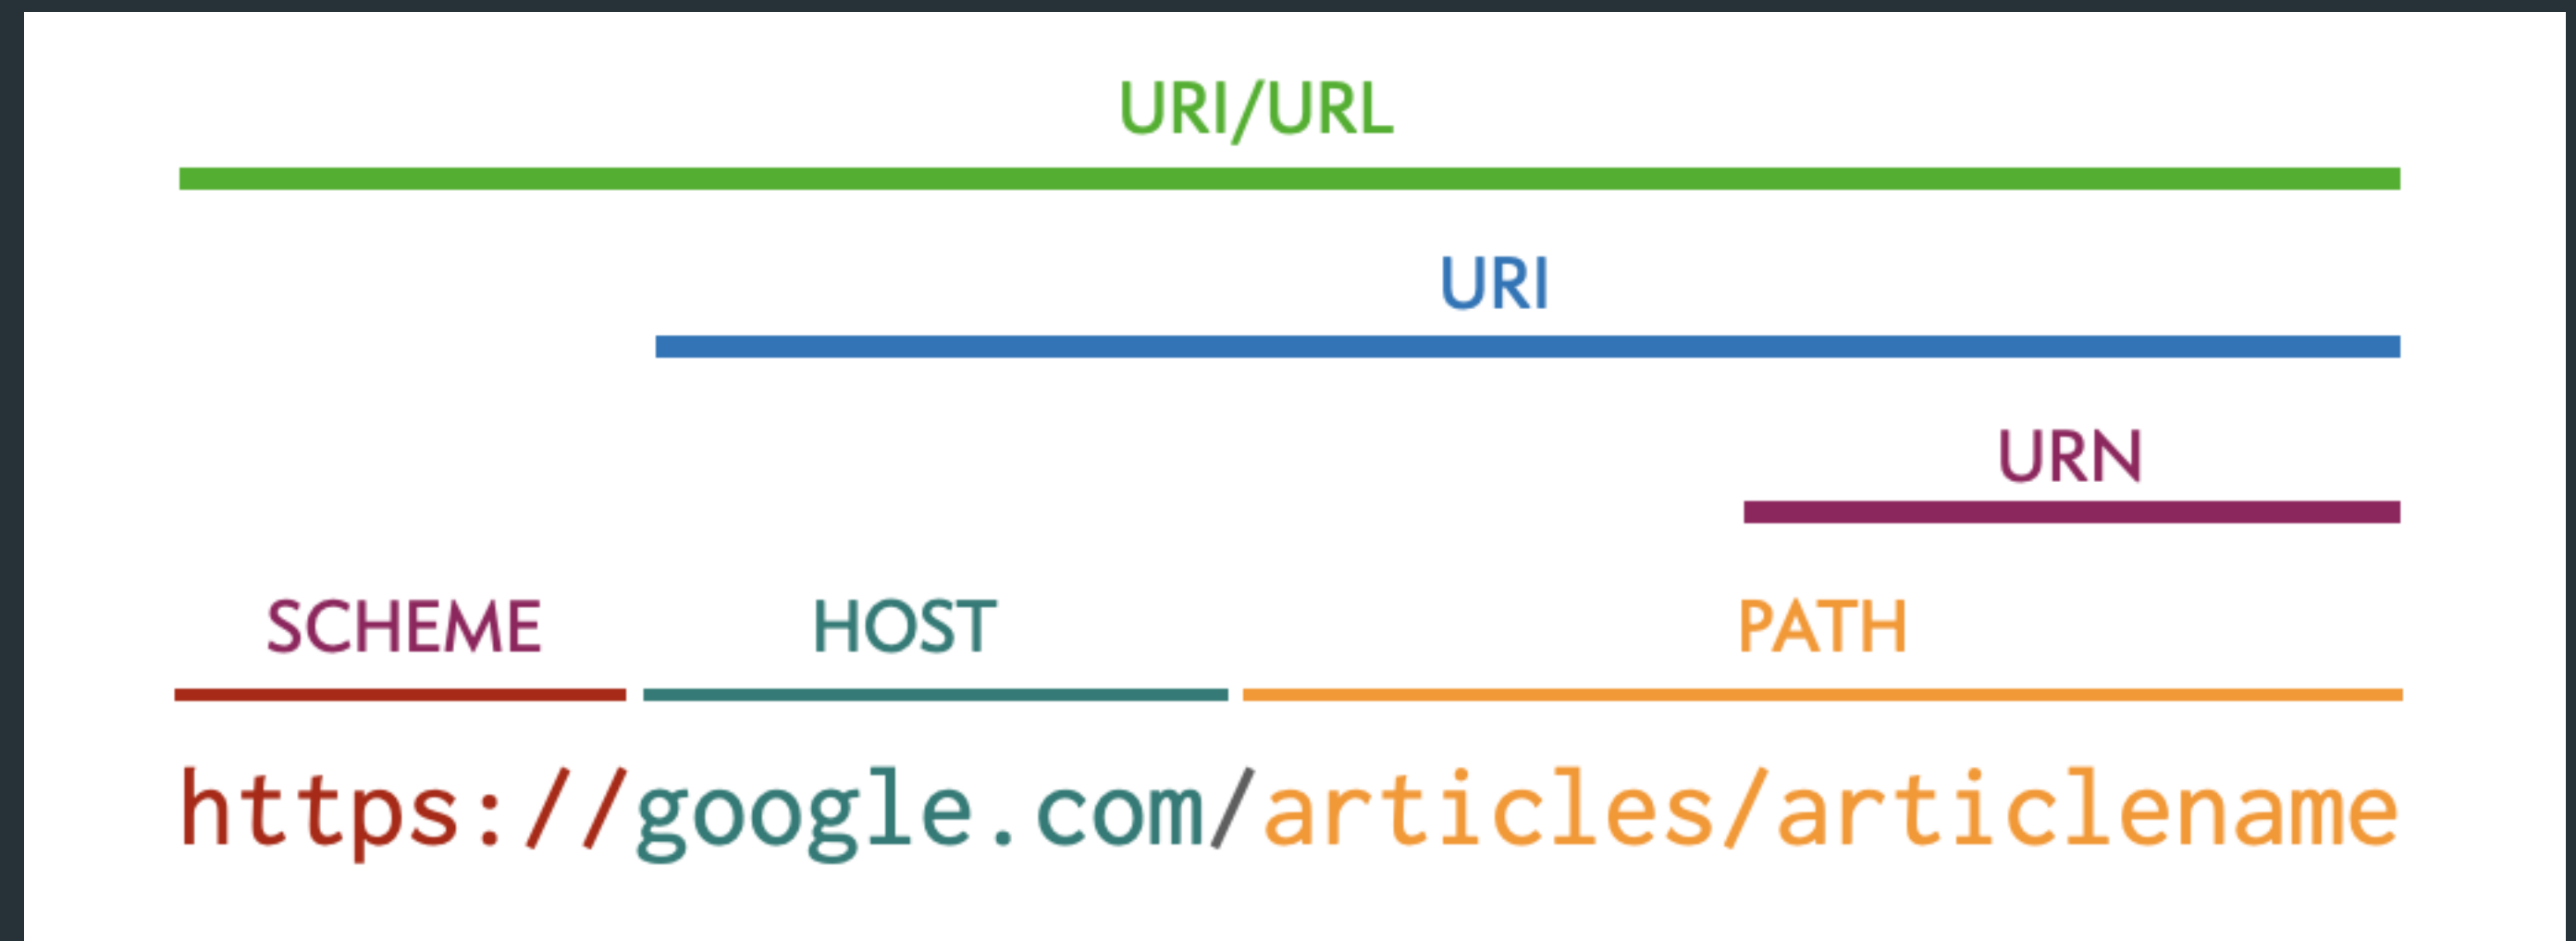 URI/URL
URI
URN
SCHEME HOST PATH
https://google.com/articles/articlename